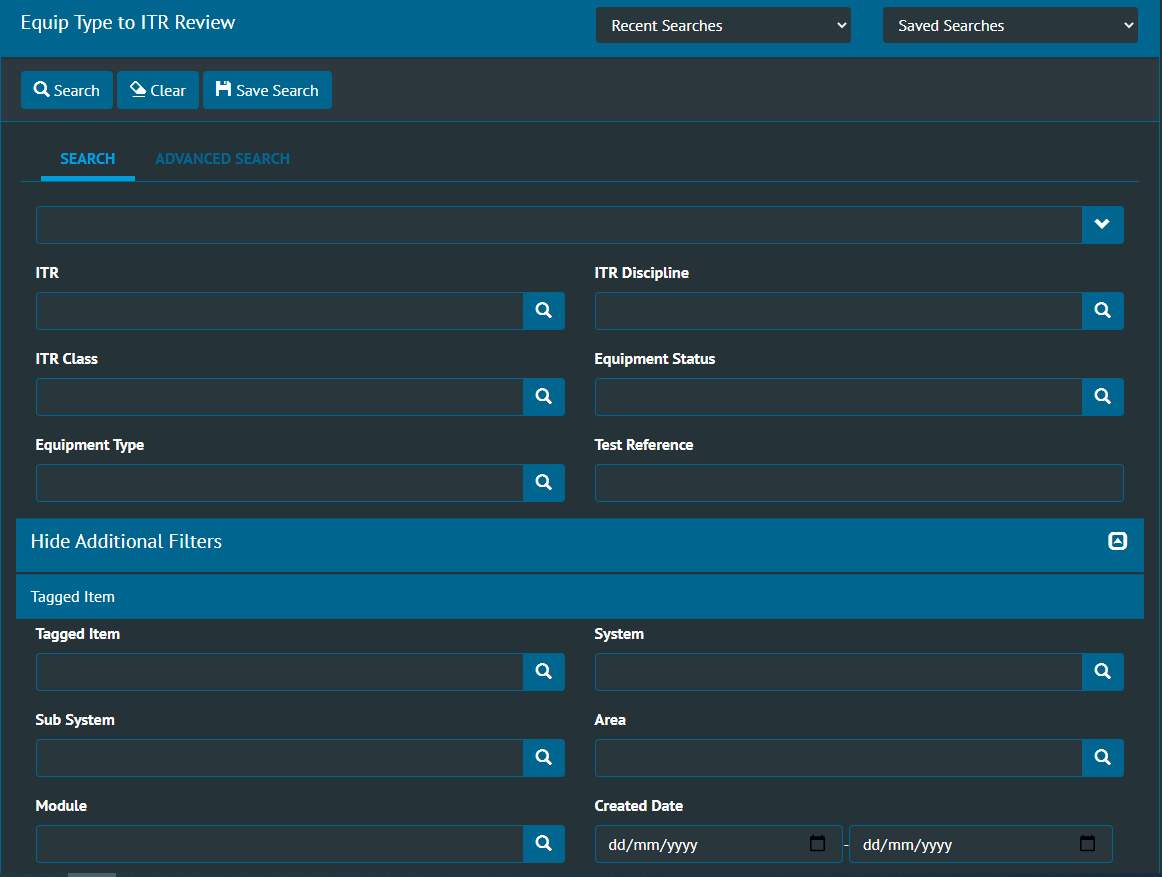 Equip Type to ITR Review
Recent Searches
Saved Searches
Search
Clear
Save Search
SEARCH
ADVANCED SEARCH
ITR
ITR Discipline
ITR Class
Equipment Status
Equipment Type
Test Reference
Hide Additional Filters
Tagged Item
Tagged Item
System
Sub System
Area
Module
Created Date
dd/mm/yyyy - dd/mm/yyyy